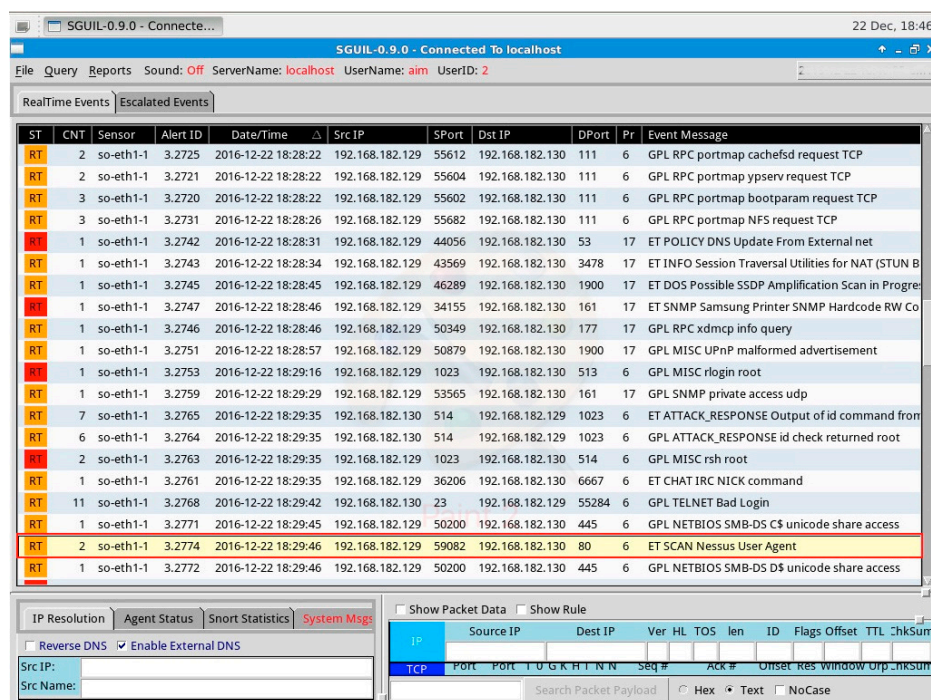 SGUIL-0.9.0 - Connecte... 22 Dec, 18:46
SGUIL-0.9.0 - Connected To localhost
File Query Reports Sound: Off ServerName: localhost UserName: aim UserID: 2
RealTime Events Escalated Events
ST CNT Sensor Alert ID Date/Time Src IP SPort Dst IP DPort Pr Event Message
RT 2 so-eth1-1 3.2725 2016-12-22 18:28:22 192.168.182.129 55612 192.168.182.130 111 6 GPL RPC portmap cachefsd request TCP
RT 2 so-eth1-1 3.2721 2016-12-22 18:28:22 192.168.182.129 55604 192.168.182.130 111 6 GPL RPC portmap ypserv request TCP
RT 3 so-eth1-1 3.2720 2016-12-22 18:28:22 192.168.182.129 55602 192.168.182.130 111 6 GPL RPC portmap bootparam request TCP
RT 3 so-eth1-1 3.2731 2016-12-22 18:28:26 192.168.182.129 55682 192.168.182.130 111 6 GPL RPC portmap NFS request TCP
RT 1 so-eth1-1 3.2742 2016-12-22 18:28:31 192.168.182.129 44056 192.168.182.130 53 17 ET POLICY DNS Update From External net
RT 1 so-eth1-1 3.2743 2016-12-22 18:28:34 192.168.182.129 43569 192.168.182.130 3478 17 ET INFO Session Traversal Utilities for NAT (STUN B
RT 1 so-eth1-1 3.2745 2016-12-22 18:28:45 192.168.182.129 46289 192.168.182.130 1900 17 ET DOS Possible SSDP Amplification Scan in Progre
RT 1 so-eth1-1 3.2747 2016-12-22 18:28:46 192.168.182.129 34155 192.168.182.130 161 17 ET SNMP Samsung Printer SNMP Hardcode RW Co
RT 1 so-eth1-1 3.2746 2016-12-22 18:28:46 192.168.182.129 50349 192.168.182.130 177 17 GPL RPC xdmcp info query
RT 1 so-eth1-1 3.2751 2016-12-22 18:28:57 192.168.182.129 50879 192.168.182.130 1900 17 GPL MISC UPnP malformed advertisement
RT 1 so-eth1-1 3.2753 2016-12-22 18:29:16 192.168.182.129 1023 192.168.182.130 513 6 GPL MISC rlogin root
RT 1 so-eth1-1 3.2759 2016-12-22 18:29:29 192.168.182.129 53565 192.168.182.130 161 17 GPL SNMP private access udp
RT 7 so-eth1-1 3.2765 2016-12-22 18:29:35 192.168.182.130 514 192.168.182.129 1023 6 ET ATTACK_RESPONSE Output of id command from
RT 6 so-eth1-1 3.2764 2016-12-22 18:29:35 192.168.182.130 514 192.168.182.129 1023 6 GPL ATTACK_RESPONSE id check returned root
RT 2 so-eth1-1 3.2763 2016-12-22 18:29:35 192.168.182.129 1023 192.168.182.130 514 6 GPL MISC rsh root
RT 1 so-eth1-1 3.2761 2016-12-22 18:29:35 192.168.182.129 36206 192.168.182.130 6667 6 ET CHAT IRC NICK command
RT 11 so-eth1-1 3.2768 2016-12-22 18:29:42 192.168.182.130 23 192.168.182.129 55284 6 GPL TELNET Bad Login
RT 1 so-eth1-1 3.2771 2016-12-22 18:29:45 192.168.182.129 50200 192.168.182.130 445 6 GPL NETBIOS SMB-DS C$ unicode share access
RT 2 so-eth1-1 3.2774 2016-12-22 18:29:46 192.168.182.129 59082 192.168.182.130 80 6 ET SCAN Nessus User Agent
RT 1 so-eth1-1 3.2772 2016-12-22 18:29:46 192.168.182.129 50200 192.168.182.130 445 6 GPL NETBIOS SMB-DS D$ unicode share access
IP Resolution Agent Status Snort Statistics System Msgs
Reverse DNS Enable External DNS
Src IP:
Src Name:
Show Packet Data Show Rule
IP Source IP Dest IP Ver HL TOS len ID Flags Offset TTL ChkSum
TCP Port Port Seq # Ack # Offset Res Window Urp ChkSum
Search Packet Payload Hex Text NoCase